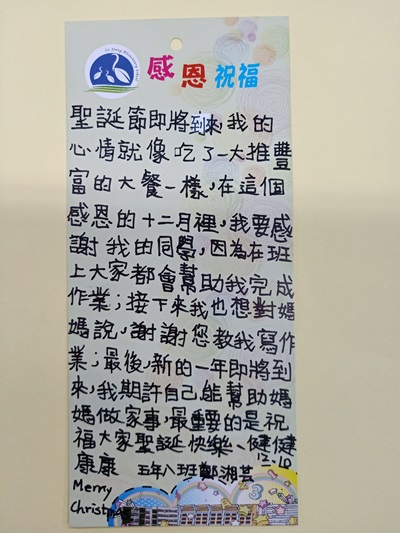 感恩祝福
聖誕節即將到來,我的
心情就像吃了一大推豐
富的大餐一樣,在這個
感恩的十二月裡,我要感
謝我的同學,因為在班
上大家都會幫助我完成
作業;接下來我也想對媽
媽說,謝謝您教我寫作
業;最後,新的一年即將到
來,我期許自己能幫助媽
媽做家事,最重要的是祝
福大家聖誕快樂、健健
康康 五年八班鄭湘芸
12.10
Merry
Christmas